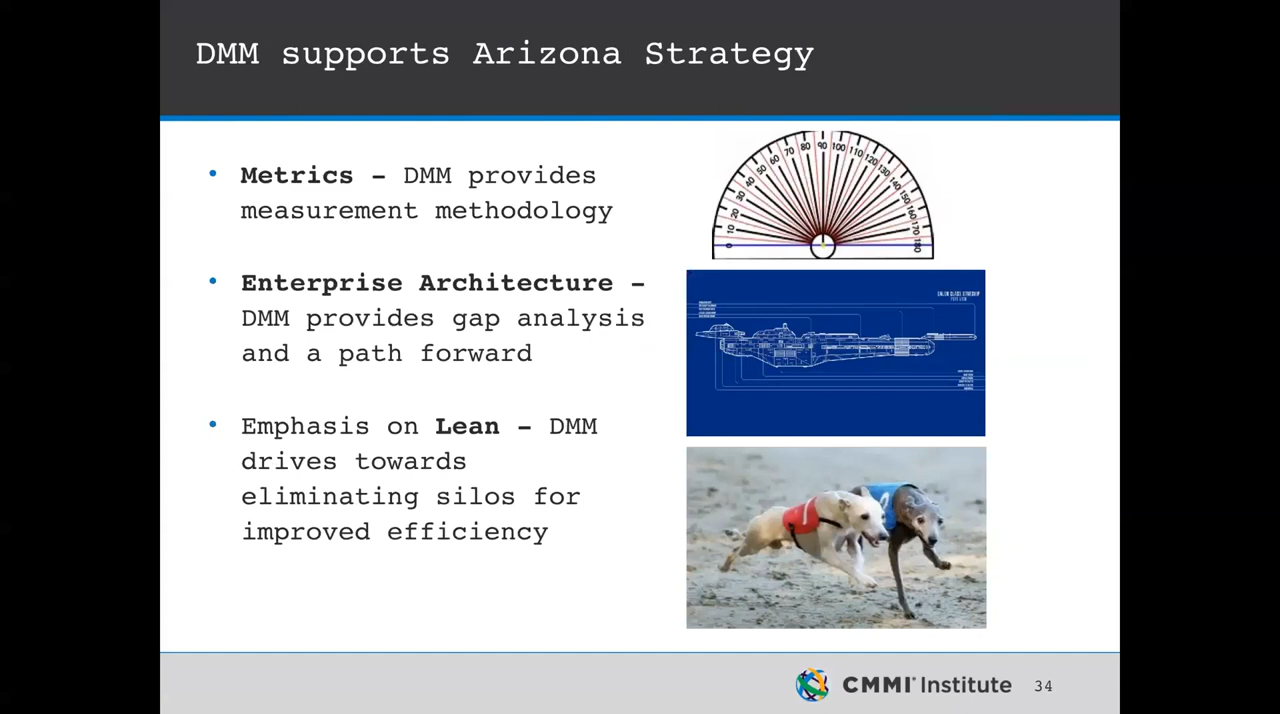 DMM supports Arizona Strategy
• Metrics – DMM provides
measurement methodology
• Enterprise Architecture –
DMM provides gap analysis
and a path forward
• Emphasis on Lean – DMM
drives towards
eliminating silos for
improved efficiency
0 10 20 30 40 50 60 70 80 90 100 110 120 130 140 150 160 170 180
CMMI® Institute
34